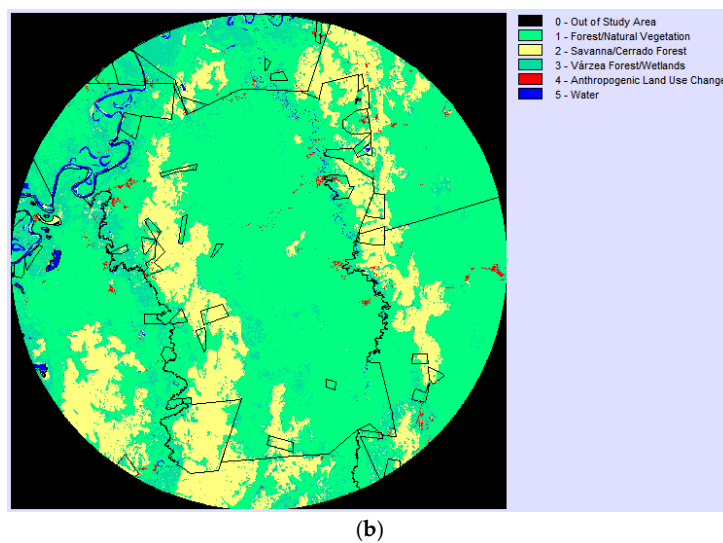 0 - Out of Study Area
1 - Forest/Natural Vegetation
2 - Savanna/Cerrado Forest
3 - Várzea Forest/Wetlands
4 - Anthropogenic Land Use Change
5 - Water
(b)